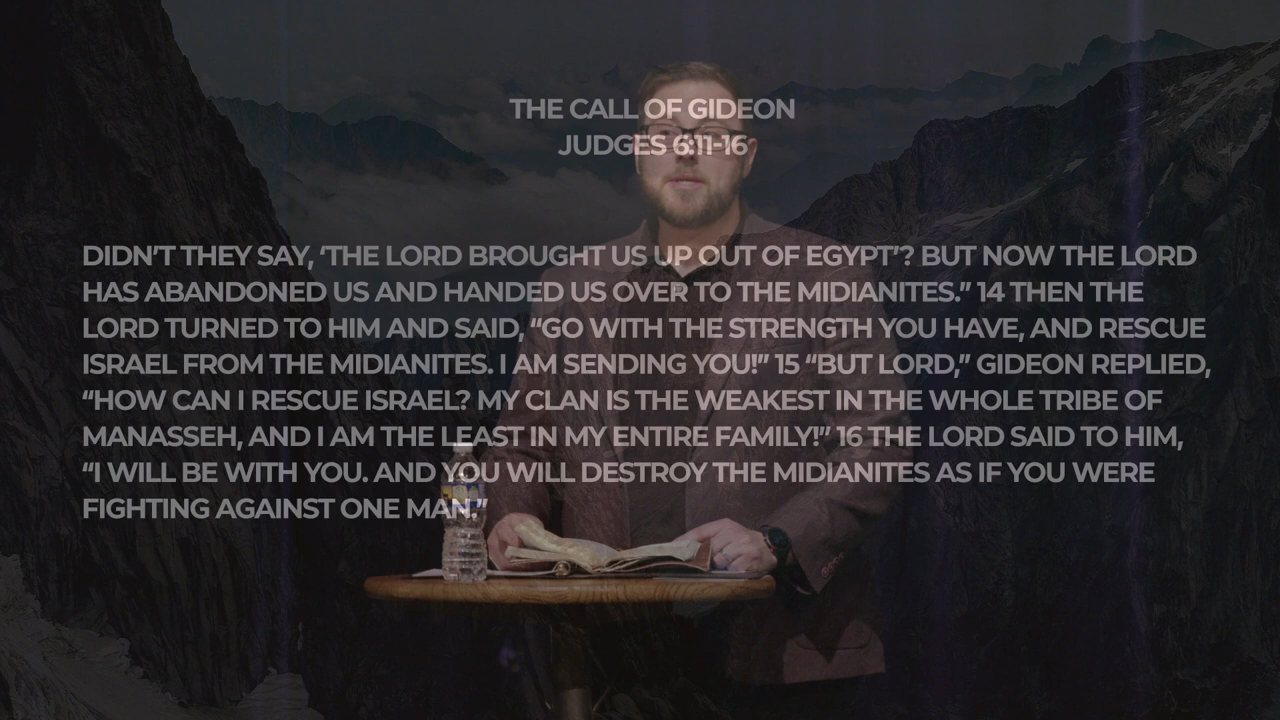 THE CALL OF GIDEON
JUDGES 6:11-16
DIDN'T THEY SAY, ‘THE LORD BROUGHT US UP OUT OF EGYPT’? BUT NOW THE LORD
HAS ABANDONED US AND HANDED US OVER TO THE MIDIANITES.” 14 THEN THE
LORD TURNED TO HIM AND SAID, “GO WITH THE STRENGTH YOU HAVE, AND RESCUE
ISRAEL FROM THE MIDIANITES. I AM SENDING YOU!” 15 “BUT LORD,” GIDEON REPLIED,
“HOW CAN I RESCUE ISRAEL? MY CLAN IS THE WEAKEST IN THE WHOLE TRIBE OF
MANASSEH, AND I AM THE LEAST IN MY ENTIRE FAMILY!” 16 THE LORD SAID TO HIM,
“I WILL BE WITH YOU. AND YOU WILL DESTROY THE MIDIANITES AS IF YOU WERE
FIGHTING AGAINST ONE MAN.”